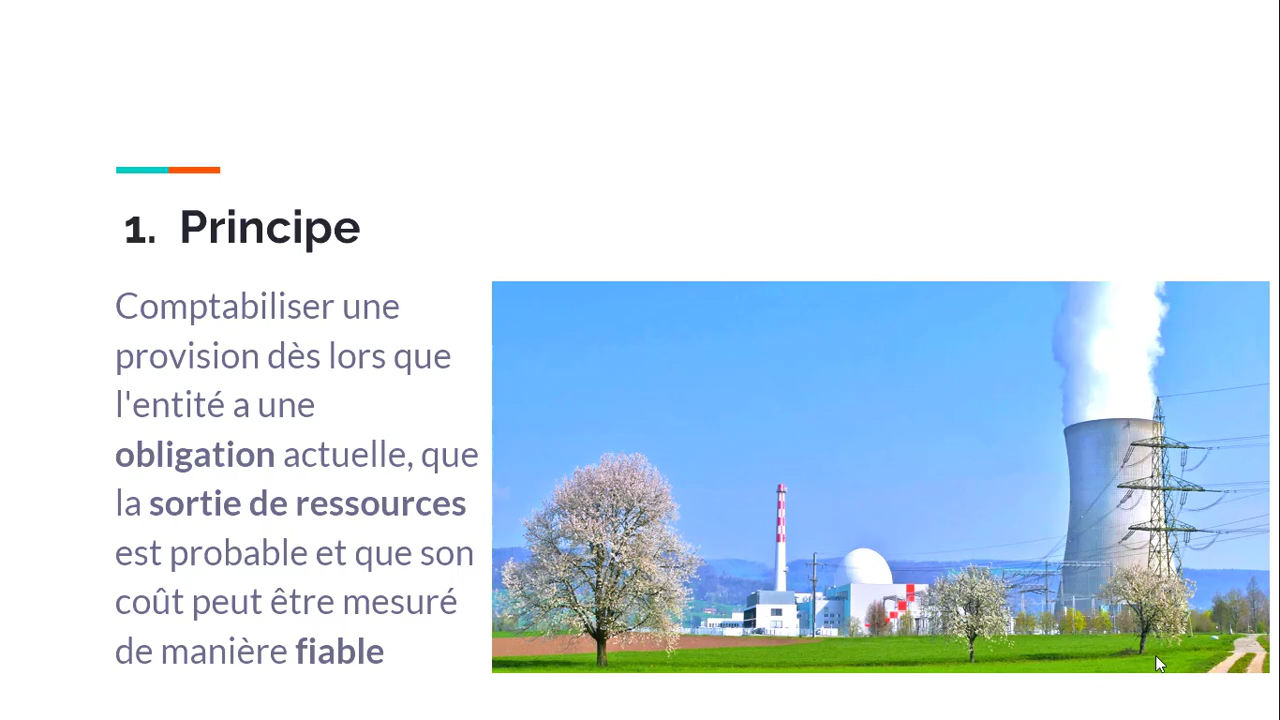 1. Principe
Comptabiliser une
provision dès lors que
l'entité a une
obligation actuelle, que
la sortie de ressources
est probable et que son
coût peut être mesuré
de manière fiable